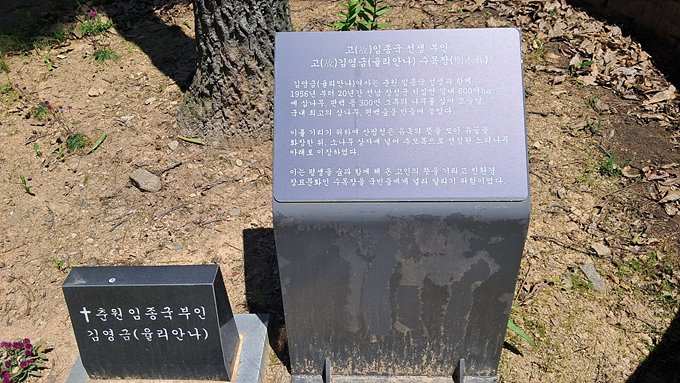 고(故)임종국 선생 부인
고(故)김영금(율리안나) 수목장(樹木葬)
김영금(율리안나)여사는 춘원 임종국 선생과 함께
1956년 부터 20년간 전남 장성군 서삼면 일대 600여ha
에 삼나무, 편백 등 300만 그루의 나무를 심어 오늘날
국내 최고의 삼나무, 편백숲을 만들어 놓았다.
이를 기리기 위하여 산림청은 유족의 뜻을 모아 유골을
화장한 뒤, 소나무 상자에 넣어 추모목으로 선정된 느티나무
아래로 이장하였다.
이는 평생을 숲과 함께 해 온 고인의 뜻을 기리고 친환경
장묘문화인 수목장을 국민들에게 널리 알리기 위함이었다.
춘원 임종국 부인
김영금(율리안나)